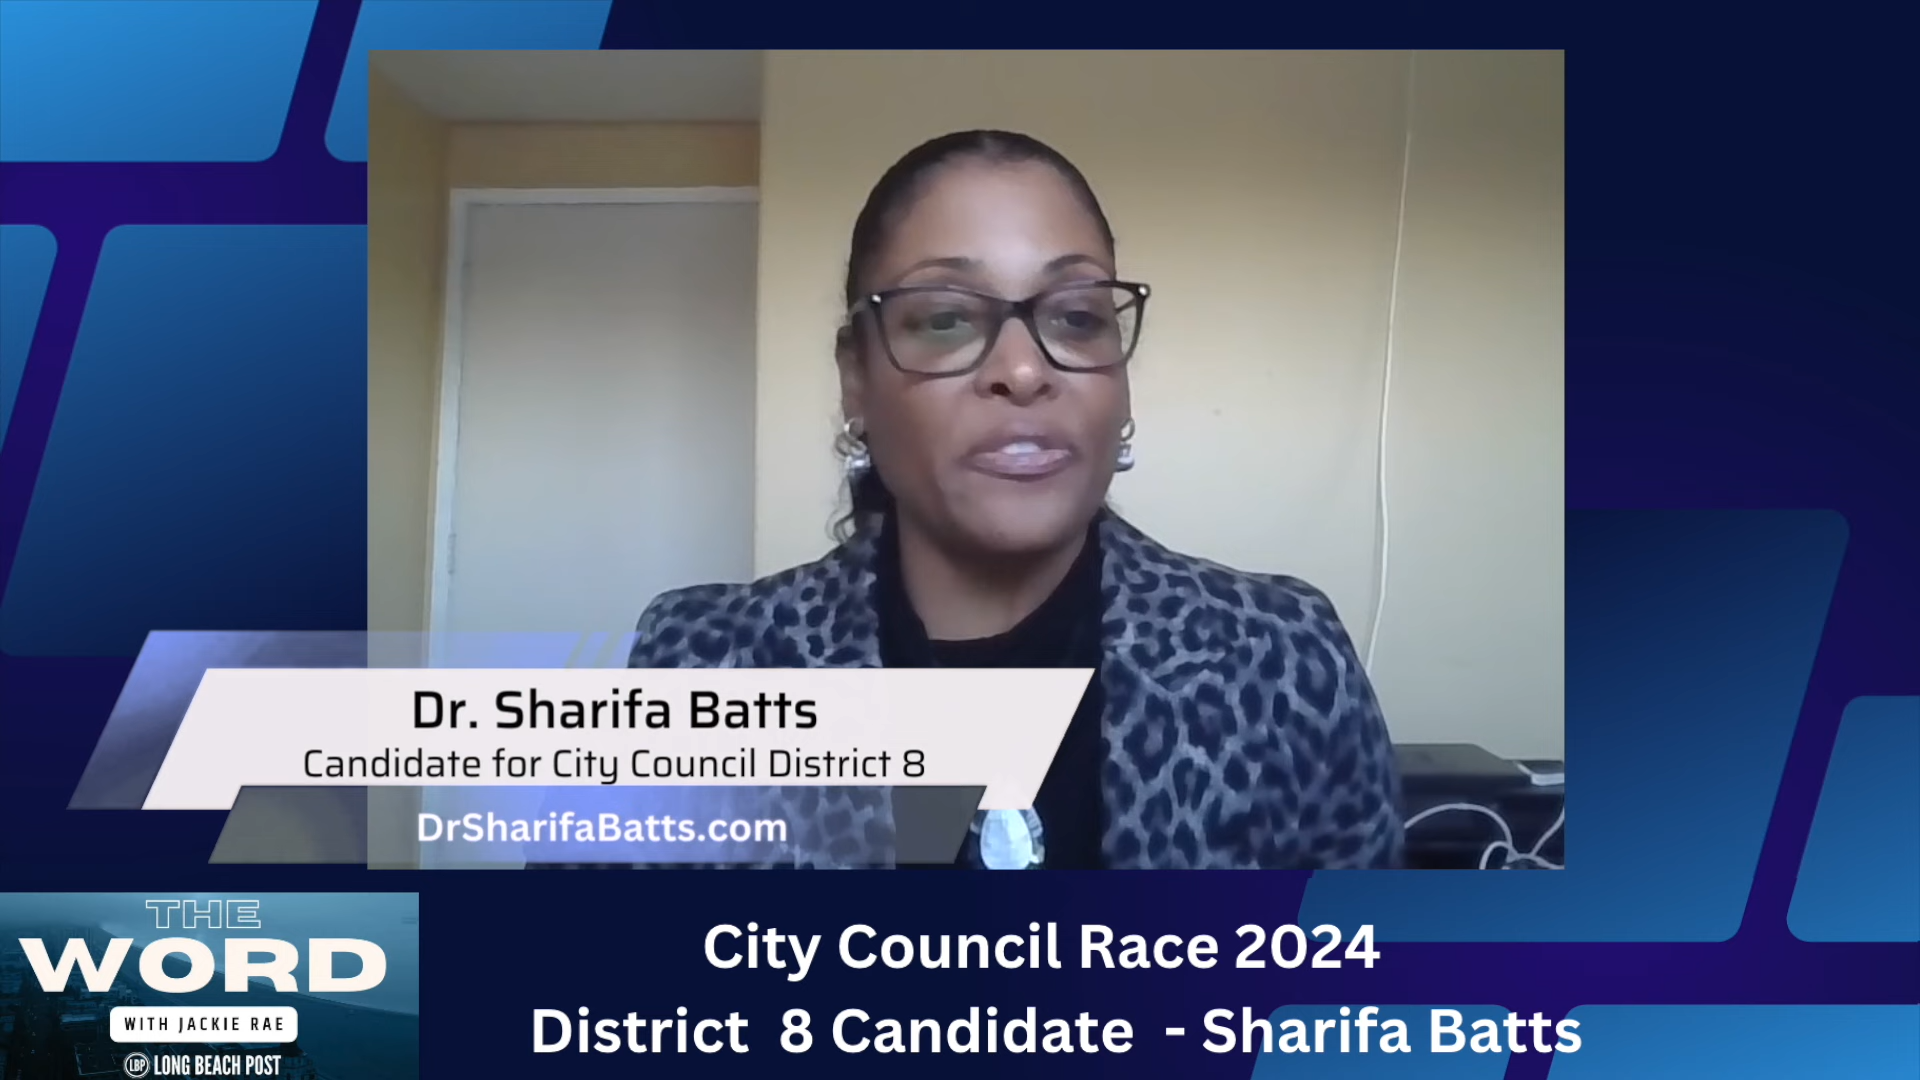 Dr. Sharifa Batts
Candidate for City Council District 8
DrSharifaBatts.com
THE
WORD
WITH JACKIE RAE
LBP LONG BEACH POST
City Council Race 2024
District 8 Candidate - Sharifa Batts